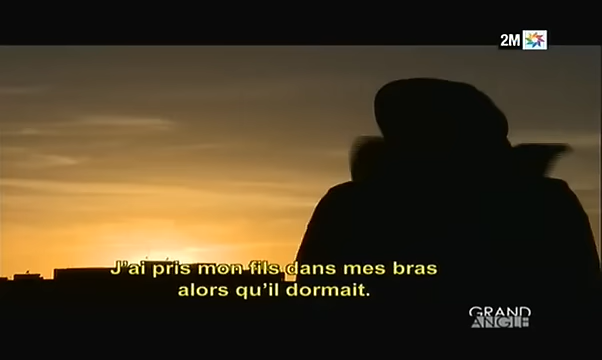 2M
J'ai pris mon fils dans mes bras
alors qu'il dormait.
GRAND
ANGLE